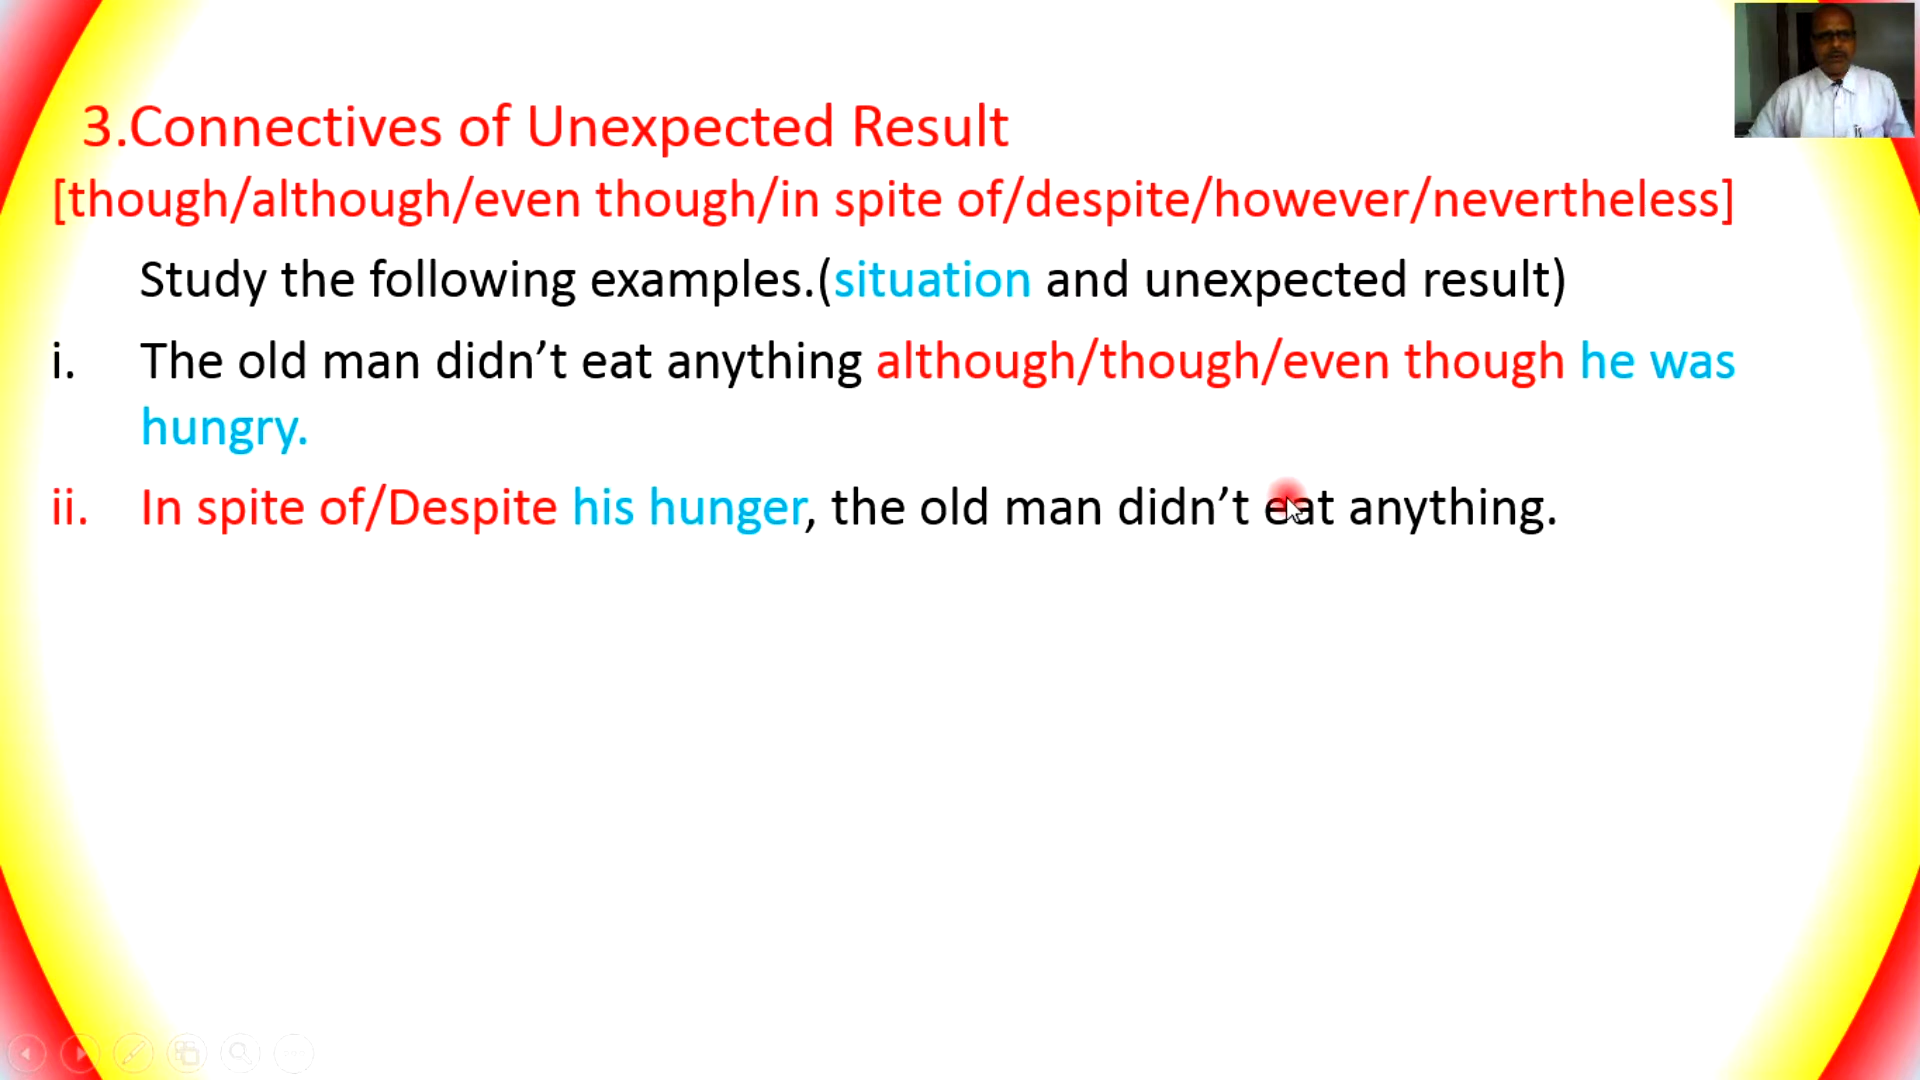 3.Connectives of Unexpected Result
[though/although/even though/in spite of/despite/however/nevertheless]
Study the following examples.(situation and unexpected result)
i. The old man didn’t eat anything although/though/even though he was
hungry.
ii. In spite of/Despite his hunger, the old man didn’t eat anything.